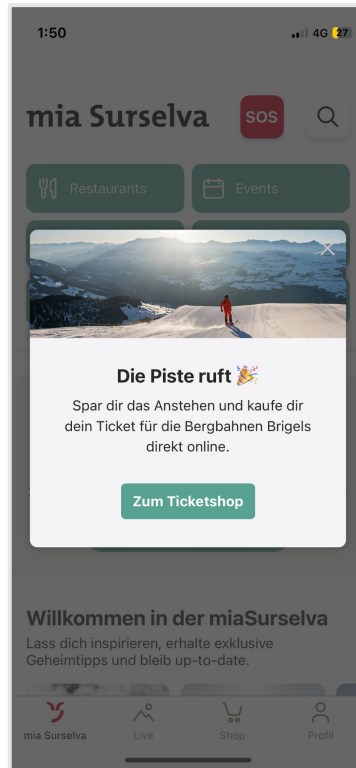 1:50
4G 27
mia Surselva
SOS
Restaurants
Events
Die Piste ruft 🎉
Spar dir das Anstehen und kaufe dir
dein Ticket für die Bergbahnen Brigels
direkt online.
Zum Ticketshop
Willkommen in der miaSurselva
Lass dich inspirieren, erhalte exklusive
Geheimtipps und bleib up-to-date.
mia Surselva
Live
Shop
Profil